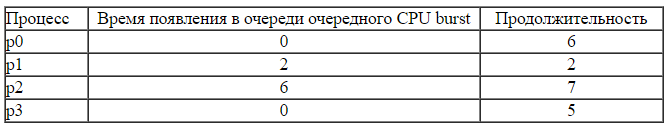 Процесс Время появления в очереди очередного CPU burst Продолжительность
p0 0 6
p1 2 2
p2 6 7
p3 0 5